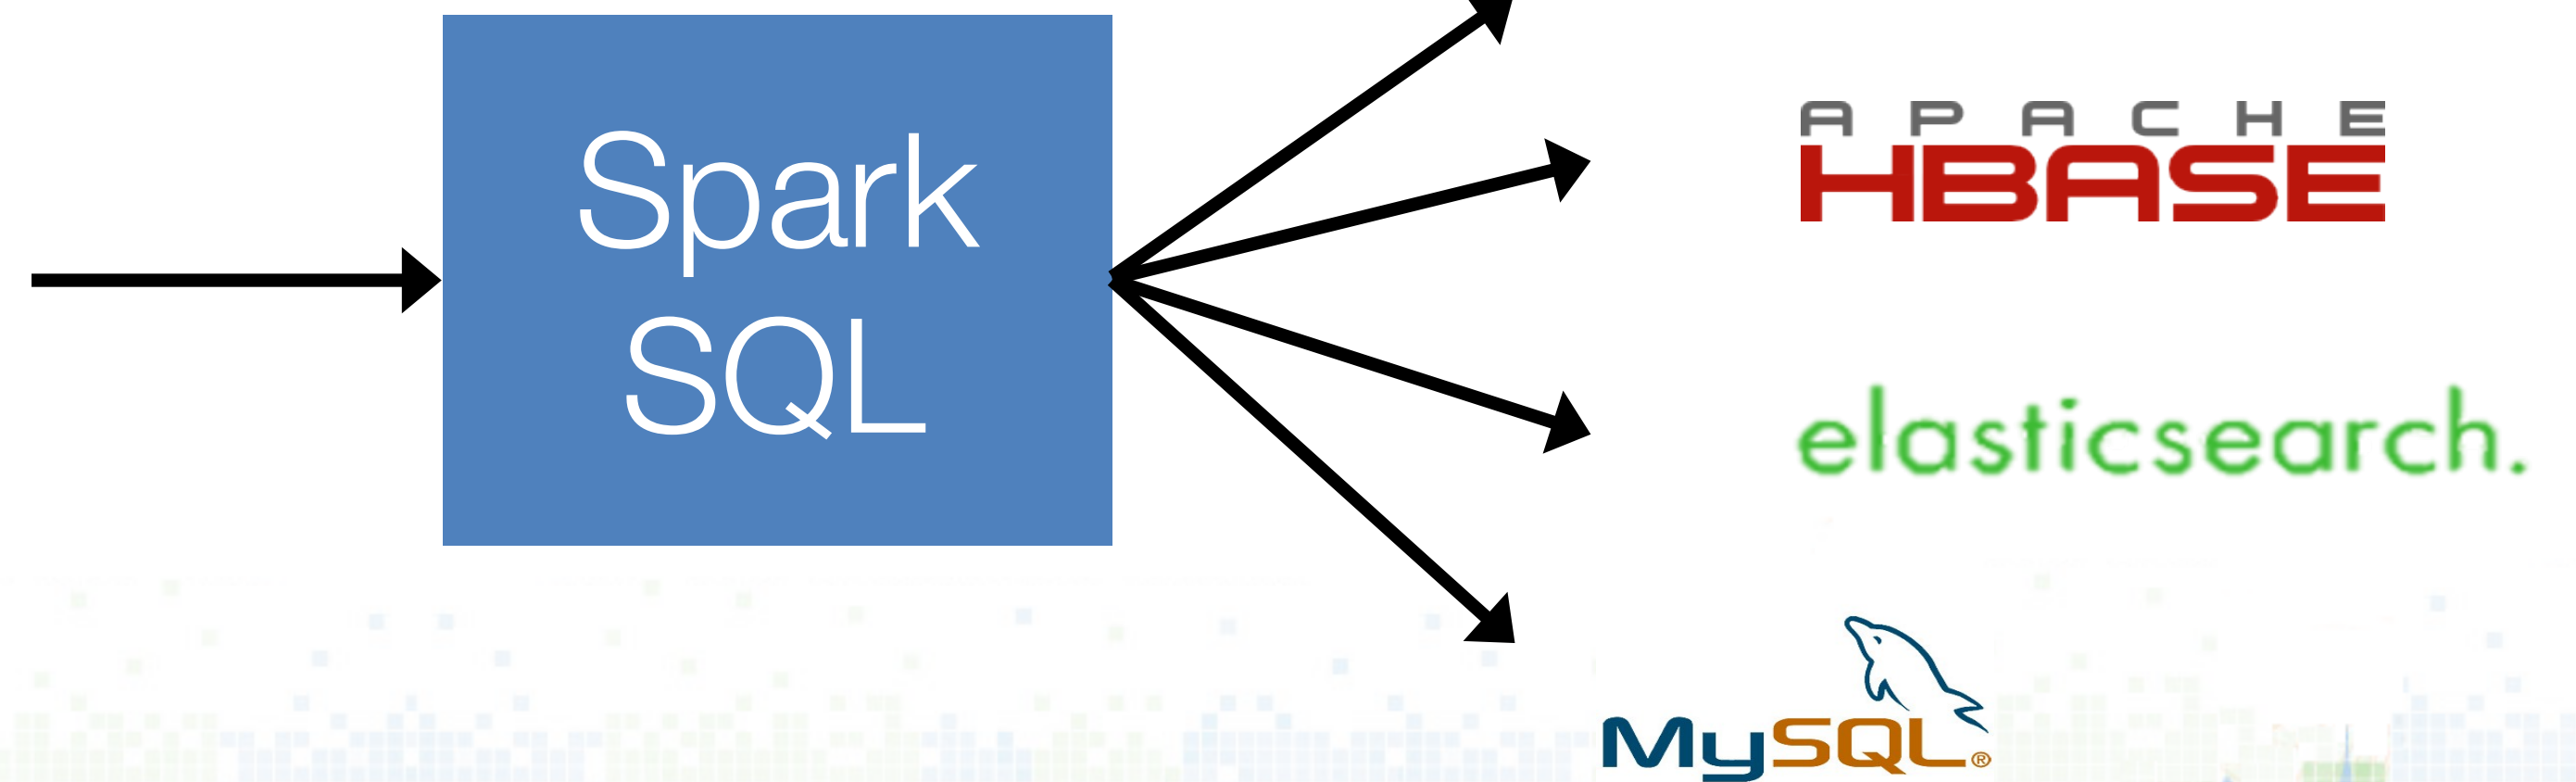 Spark
SQL
APACHE
HBASE
elasticsearch.
MySQL®